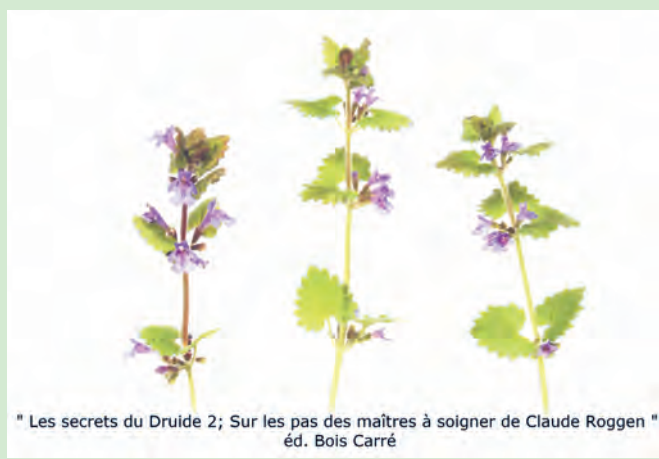 " Les secrets du Druide 2; Sur les pas des maîtres à soigner de Claude Roggen "
éd. Bois Carré